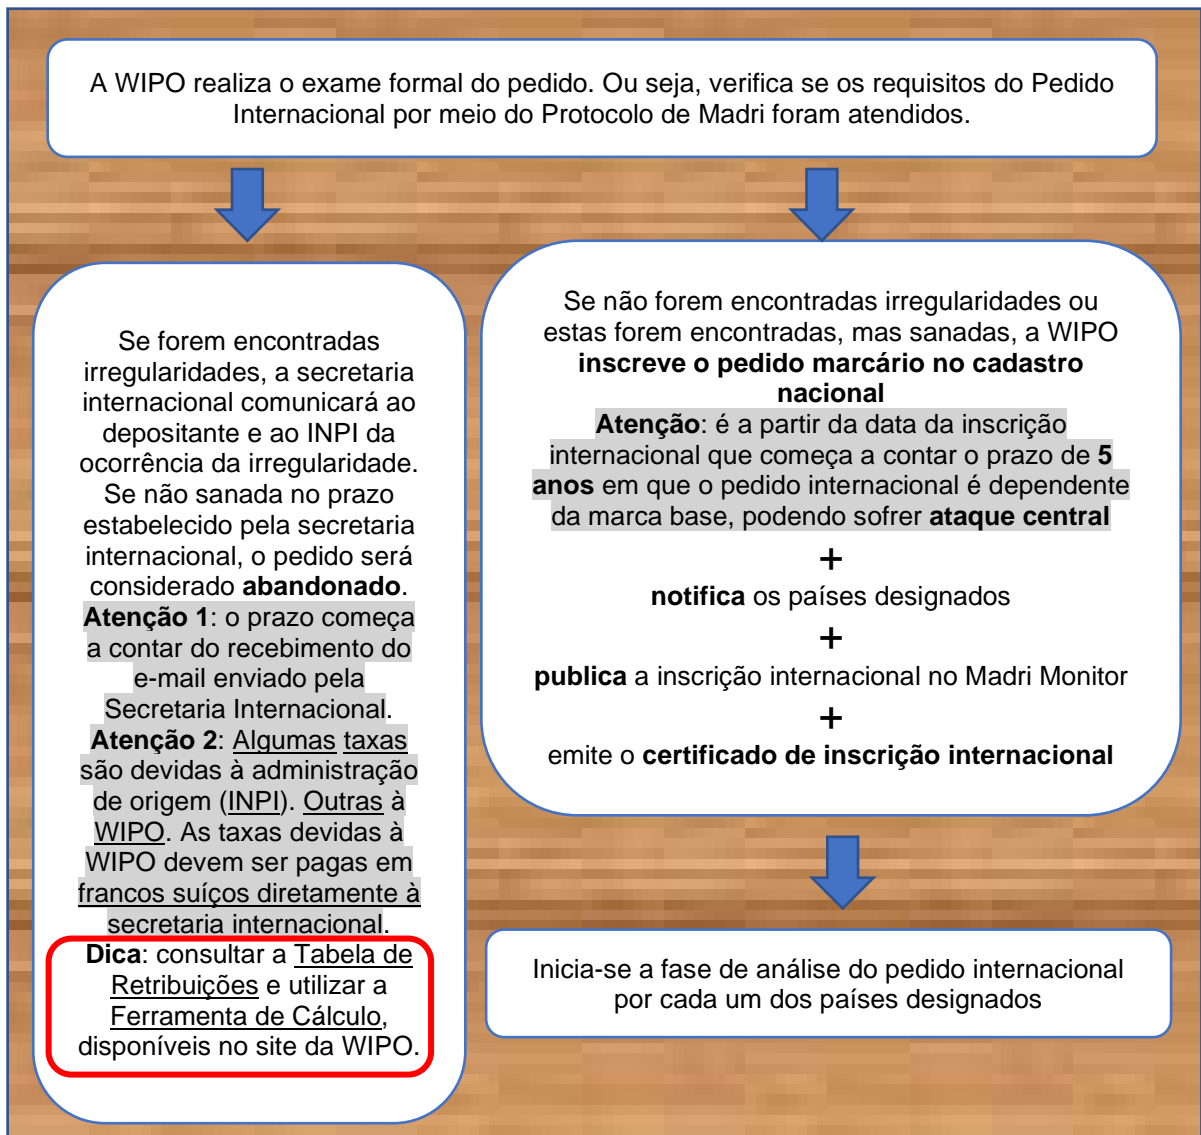 A WIPO realiza o exame formal do pedido. Ou seja, verifica se os requisitos do Pedido
Internacional por meio do Protocolo de Madri foram atendidos.
Se forem encontradas
irregularidades, a secretaria
internacional comunicará ao
depositante e ao INPI da
ocorrência da irregularidade.
Se não sanada no prazo
estabelecido pela secretaria
internacional, o pedido será
considerado abandonado.
Atenção 1: o prazo começa
a contar do recebimento do
e-mail enviado pela
Secretaria Internacional.
Atenção 2: Algumas taxas
são devidas à administração
de origem (INPI). Outras à
WIPO. As taxas devidas à
WIPO devem ser pagas em
francos suíços diretamente à
secretaria internacional.
Dica: consultar a Tabela de
Retribuições e utilizar a
Ferramenta de Cálculo,
disponíveis no site da WIPO.
Se não forem encontradas irregularidades ou
estas forem encontradas, mas sanadas, a WIPO
inscreve o pedido marcário no cadastro
nacional
Atenção: é a partir da data da inscrição
internacional que começa a contar o prazo de 5
anos em que o pedido internacional é dependente
da marca base, podendo sofrer ataque central
+
notifica os países designados
+
publica a inscrição internacional no Madri Monitor
+
emite o certificado de inscrição internacional
Inicia-se a fase de análise do pedido internacional
por cada um dos países designados